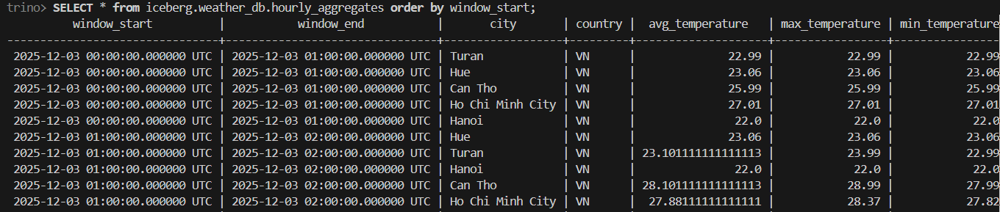 trino> SELECT * from iceberg.weather_db.hourly_aggregates order by window_start;
window_start | window_end | city | country | avg_temperature | max_temperature | min_temperature
--------------------------------+--------------------------------+------------------+---------+--------------------+-----------------+----------------
2025-12-03 00:00:00.000000 UTC | 2025-12-03 01:00:00.000000 UTC | Turan | VN | 22.99 | 22.99 | 22.99
2025-12-03 00:00:00.000000 UTC | 2025-12-03 01:00:00.000000 UTC | Hue | VN | 23.06 | 23.06 | 23.06
2025-12-03 00:00:00.000000 UTC | 2025-12-03 01:00:00.000000 UTC | Can Tho | VN | 25.99 | 25.99 | 25.99
2025-12-03 00:00:00.000000 UTC | 2025-12-03 01:00:00.000000 UTC | Ho Chi Minh City | VN | 27.01 | 27.01 | 27.01
2025-12-03 00:00:00.000000 UTC | 2025-12-03 01:00:00.000000 UTC | Hanoi | VN | 22.0 | 22.0 | 22.0
2025-12-03 01:00:00.000000 UTC | 2025-12-03 02:00:00.000000 UTC | Hue | VN | 23.06 | 23.06 | 23.06
2025-12-03 01:00:00.000000 UTC | 2025-12-03 02:00:00.000000 UTC | Turan | VN | 23.101111111111113 | 23.99 | 22.99
2025-12-03 01:00:00.000000 UTC | 2025-12-03 02:00:00.000000 UTC | Hanoi | VN | 22.0 | 22.0 | 22.0
2025-12-03 01:00:00.000000 UTC | 2025-12-03 02:00:00.000000 UTC | Can Tho | VN | 28.101111111111113 | 28.99 | 27.99
2025-12-03 01:00:00.000000 UTC | 2025-12-03 02:00:00.000000 UTC | Ho Chi Minh City | VN | 27.88111111111111 | 28.37 | 27.82